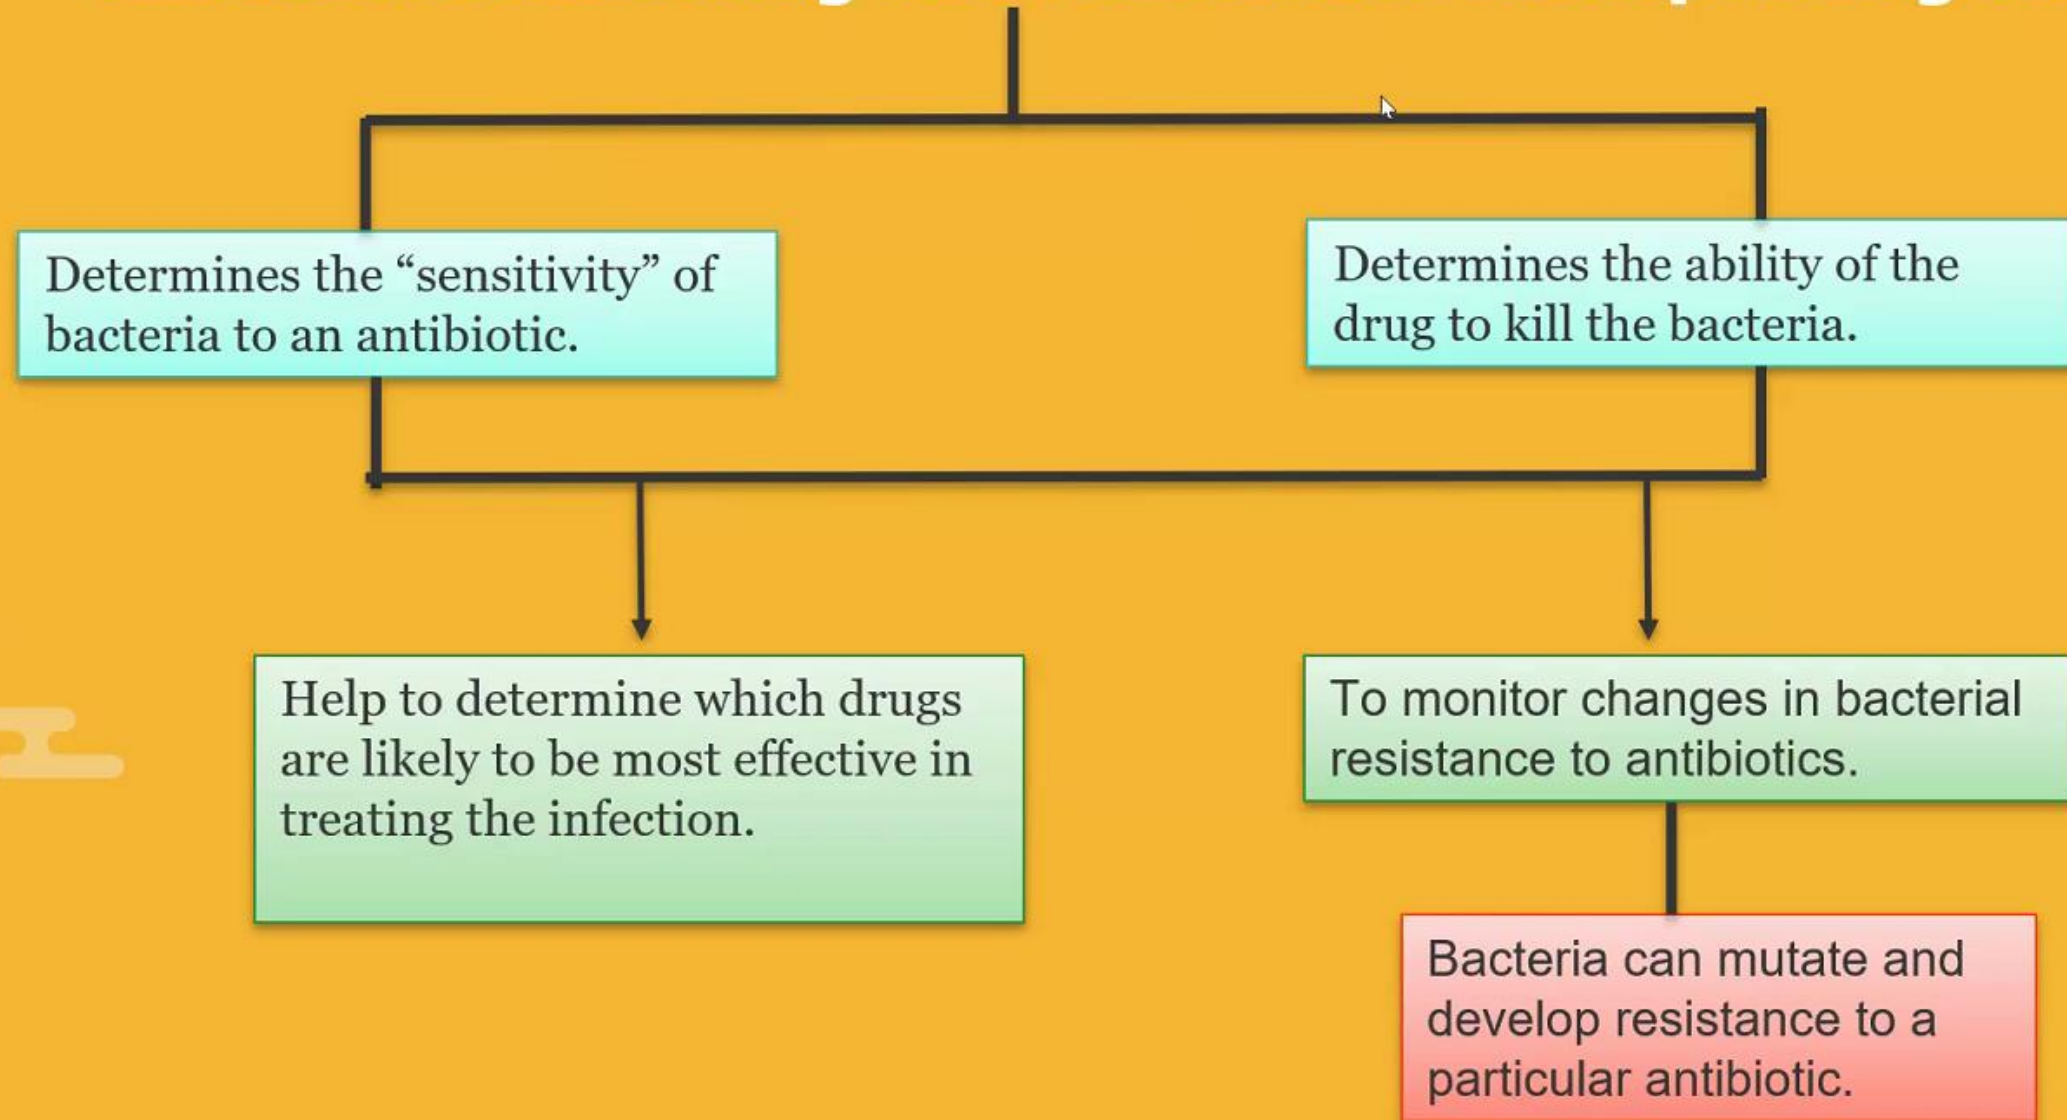 Determines the “sensitivity” of
bacteria to an antibiotic.
Determines the ability of the
drug to kill the bacteria.
Help to determine which drugs
are likely to be most effective in
treating the infection.
To monitor changes in bacterial
resistance to antibiotics.
Bacteria can mutate and
develop resistance to a
particular antibiotic.